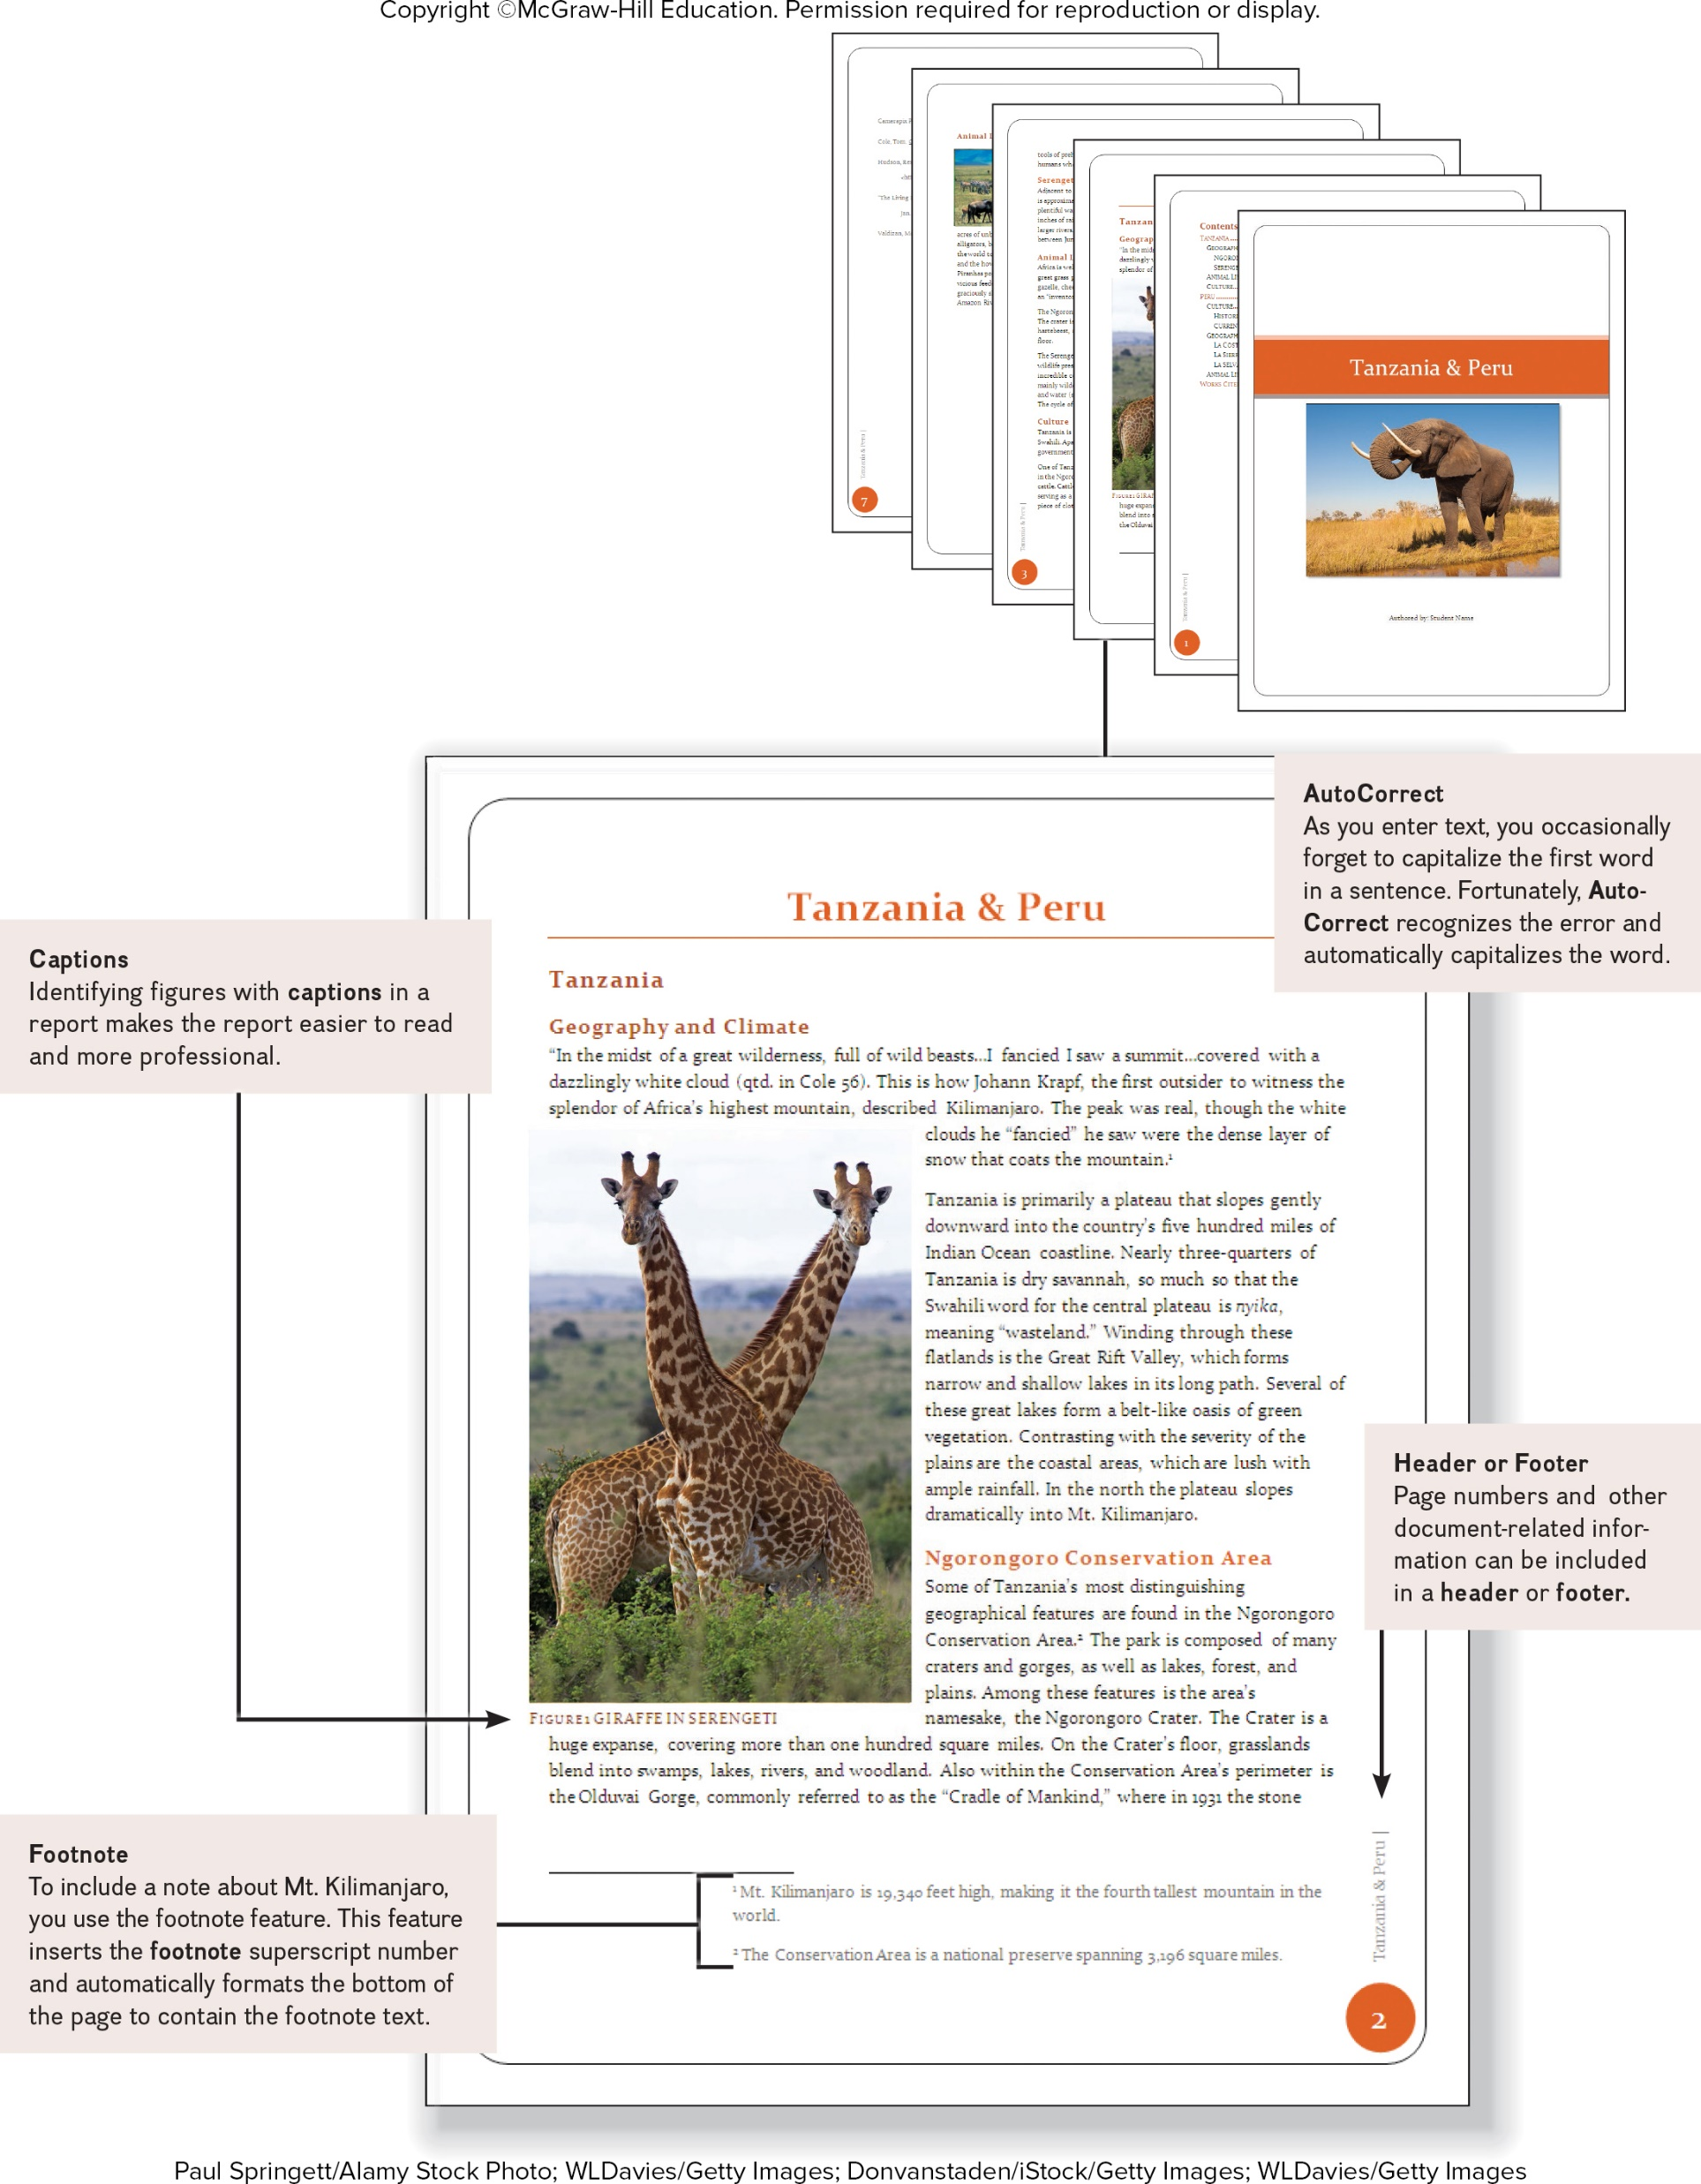 Copyright ©McGraw-Hill Education. Permission required for reproduction or display.
7
Animal
3
Tanzan
Geograp
Contents
TANZANIA
PERU
CULTURE
1
Tanzania & Peru
Authored by: Student Name
AutoCorrect
As you enter text, you occasionally
forget to capitalize the first word
in a sentence. Fortunately, Auto-
Correct recognizes the error and
automatically capitalizes the word.
Captions
Identifying figures with captions in a
report makes the report easier to read
and more professional.
Tanzania & Peru
Tanzania
Geography and Climate
“In the midst of a great wilderness, full of wild beasts...I fancied I saw a summit...covered with a
dazzlingly white cloud (qtd. in Cole 56). This is how Johann Krapf, the first outsider to witness the
splendor of Africa’s highest mountain, described Kilimanjaro. The peak was real, though the white
clouds he “fancied” he saw were the dense layer of
snow that coats the mountain.¹
Tanzania is primarily a plateau that slopes gently
downward into the country’s five hundred miles of
Indian Ocean coastline. Nearly three-quarters of
Tanzania is dry savannah, so much so that the
Swahili word for the central plateau is nyika,
meaning “wasteland.” Winding through these
flatlands is the Great Rift Valley, which forms
narrow and shallow lakes in its long path. Several of
these great lakes form a belt-like oasis of green
vegetation. Contrasting with the severity of the
plains are the coastal areas, which are lush with
ample rainfall. In the north the plateau slopes
dramatically into Mt. Kilimanjaro.
Ngorongoro Conservation Area
Some of Tanzania’s most distinguishing
geographical features are found in the Ngorongoro
Conservation Area.² The park is composed of many
craters and gorges, as well as lakes, forest, and
plains. Among these features is the area’s
namesake, the Ngorongoro Crater. The Crater is a
FIGURE1 GIRAFFE IN SERENGETI
huge expanse, covering more than one hundred square miles. On the Crater’s floor, grasslands
blend into swamps, lakes, rivers, and woodland. Also within the Conservation Area’s perimeter is
the Olduvai Gorge, commonly referred to as the “Cradle of Mankind,” where in 1931 the stone
Header or Footer
Page numbers and other
document-related infor-
mation can be included
in a header or footer.
Footnote
To include a note about Mt. Kilimanjaro,
you use the footnote feature. This feature
inserts the footnote superscript number
and automatically formats the bottom of
the page to contain the footnote text.
¹ Mt. Kilimanjaro is 19,340 feet high, making it the fourth tallest mountain in the
world.
² The Conservation Area is a national preserve spanning 3,196 square miles.
Tanzania & Peru |
2
Paul Springett/Alamy Stock Photo; WLDavies/Getty Images; Donvanstaden/iStock/Getty Images; WLDavies/Getty Images